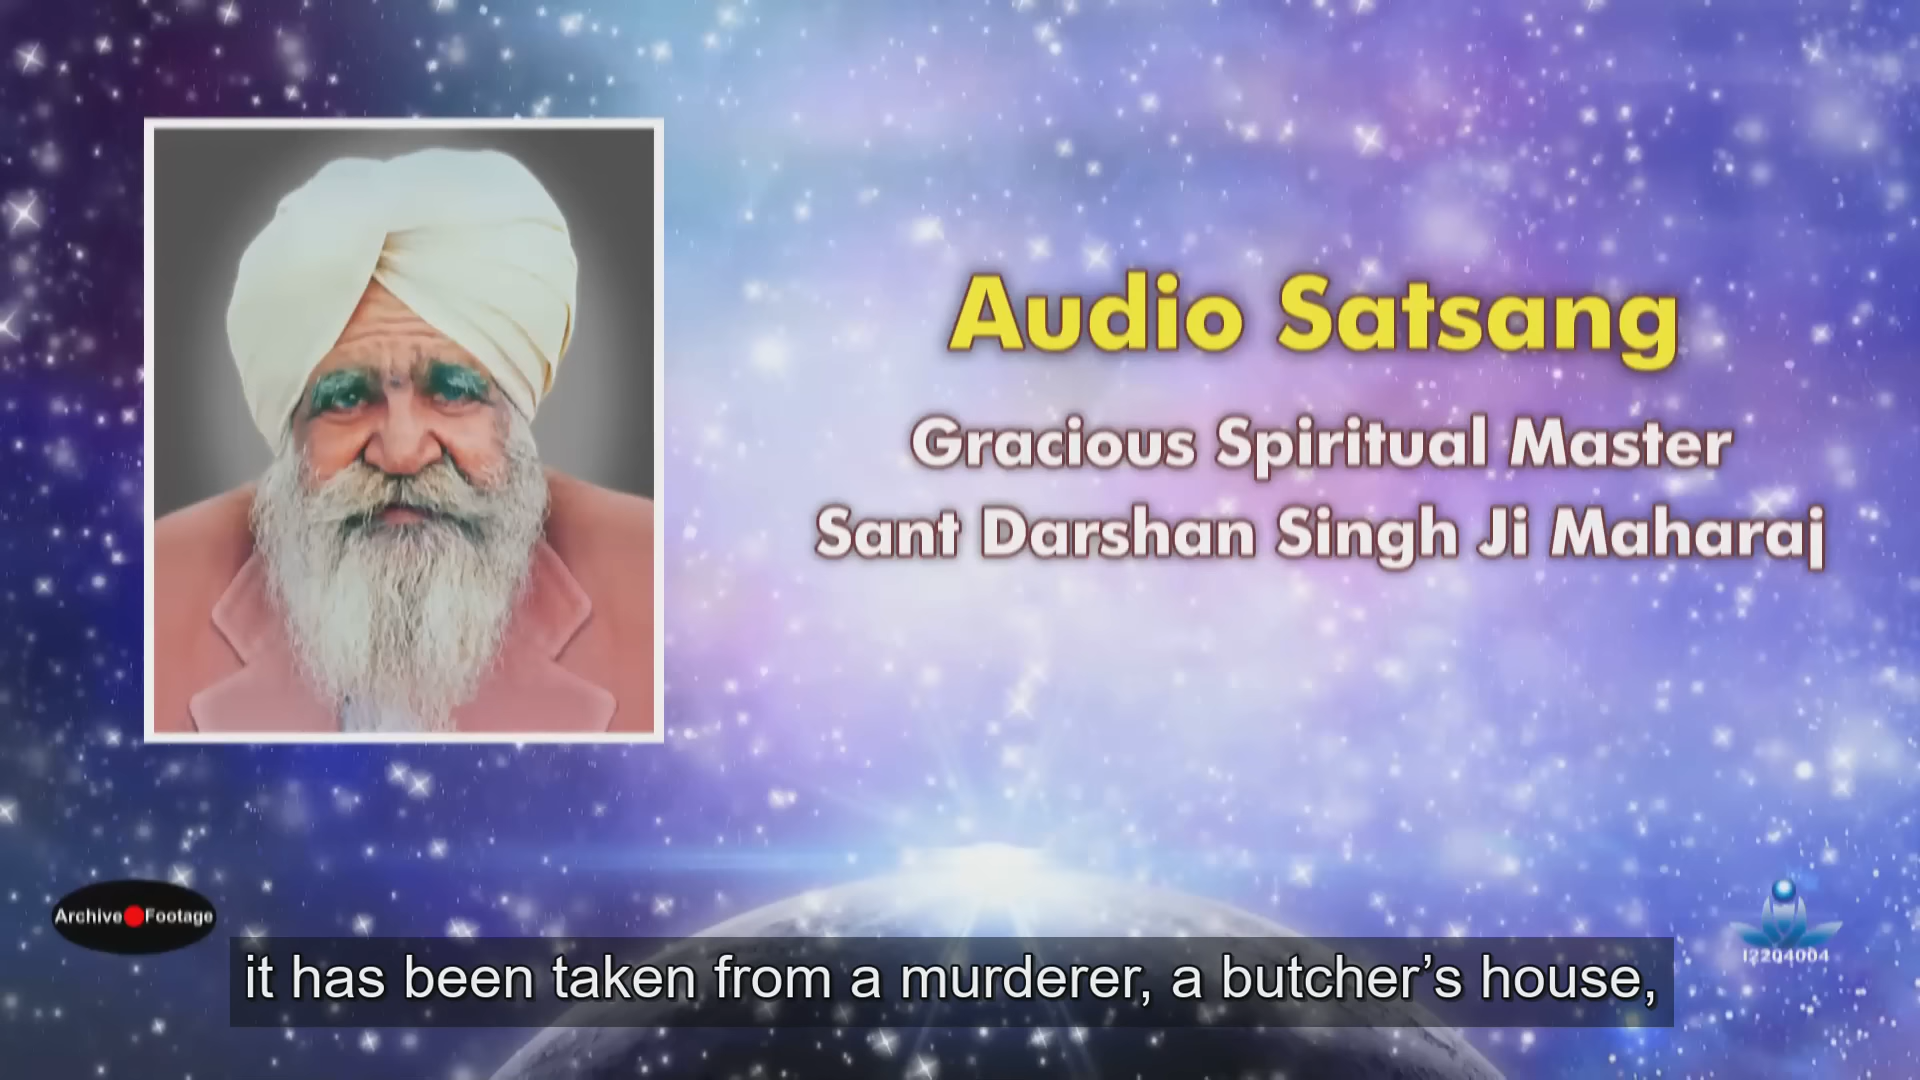 Audio Satsang
Gracious Spiritual Master
Sant Darshan Singh Ji Maharaj
Archive Footage
12204004
it has been taken from a murderer, a butcher’s house,